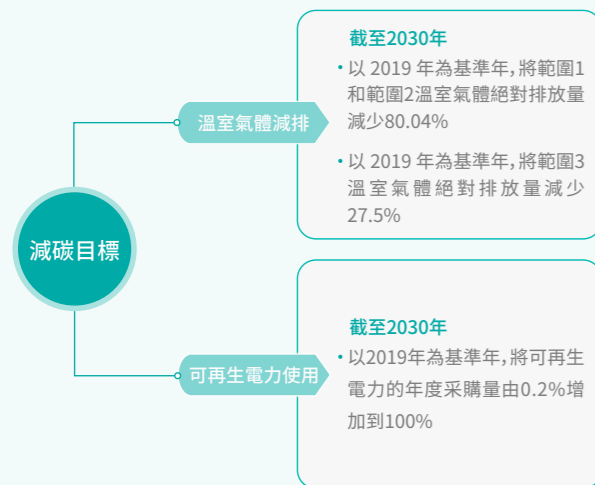 減碳目標
溫室氣體減排
截至2030年
•以 2019 年為基準年,將範圍1
和範圍2溫室氣體絕對排放量
減少80.04%
•以 2019 年為基準年,將範圍3
溫室氣體絕對排放量減少
27.5%
可再生電力使用
截至2030年
•以2019年為基準年,將可再生
電力的年度采購量由0.2%增
加到100%